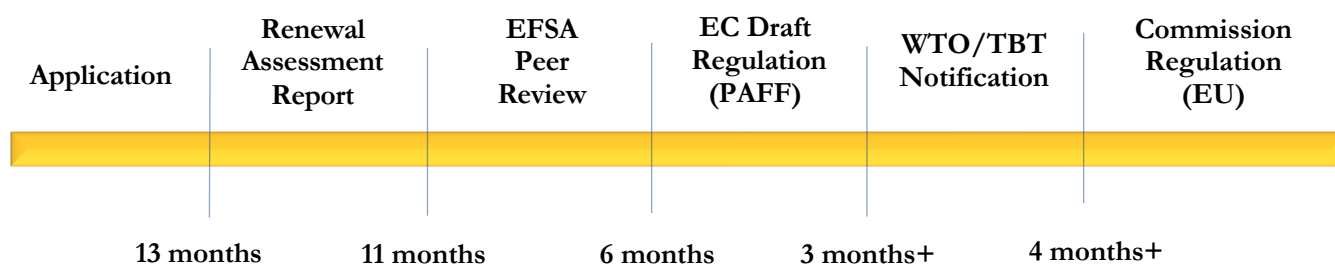 Application
Renewal
Assessment
Report
EFSA
Peer
Review
EC Draft
Regulation
(PAFF)
WTO/TBT
Notification
Commission
Regulation
(EU)
13 months
11 months
6 months
3 months+
4 months+